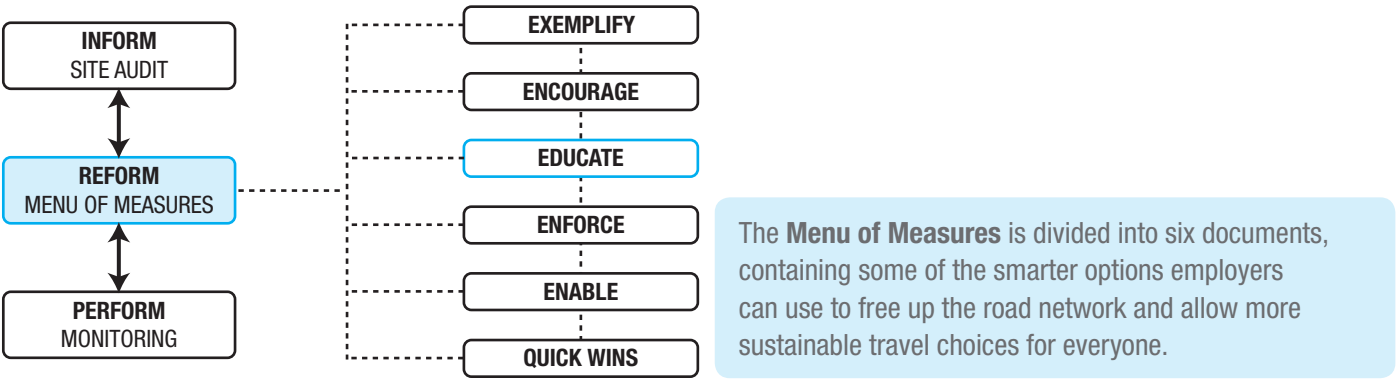 INFORM
SITE AUDIT
REFORM
MENU OF MEASURES
PERFORM
MONITORING
EXEMPLIFY
ENCOURAGE
EDUCATE
ENFORCE
ENABLE
QUICK WINS
The Menu of Measures is divided into six documents,
containing some of the smarter options employers
can use to free up the road network and allow more
sustainable travel choices for everyone.